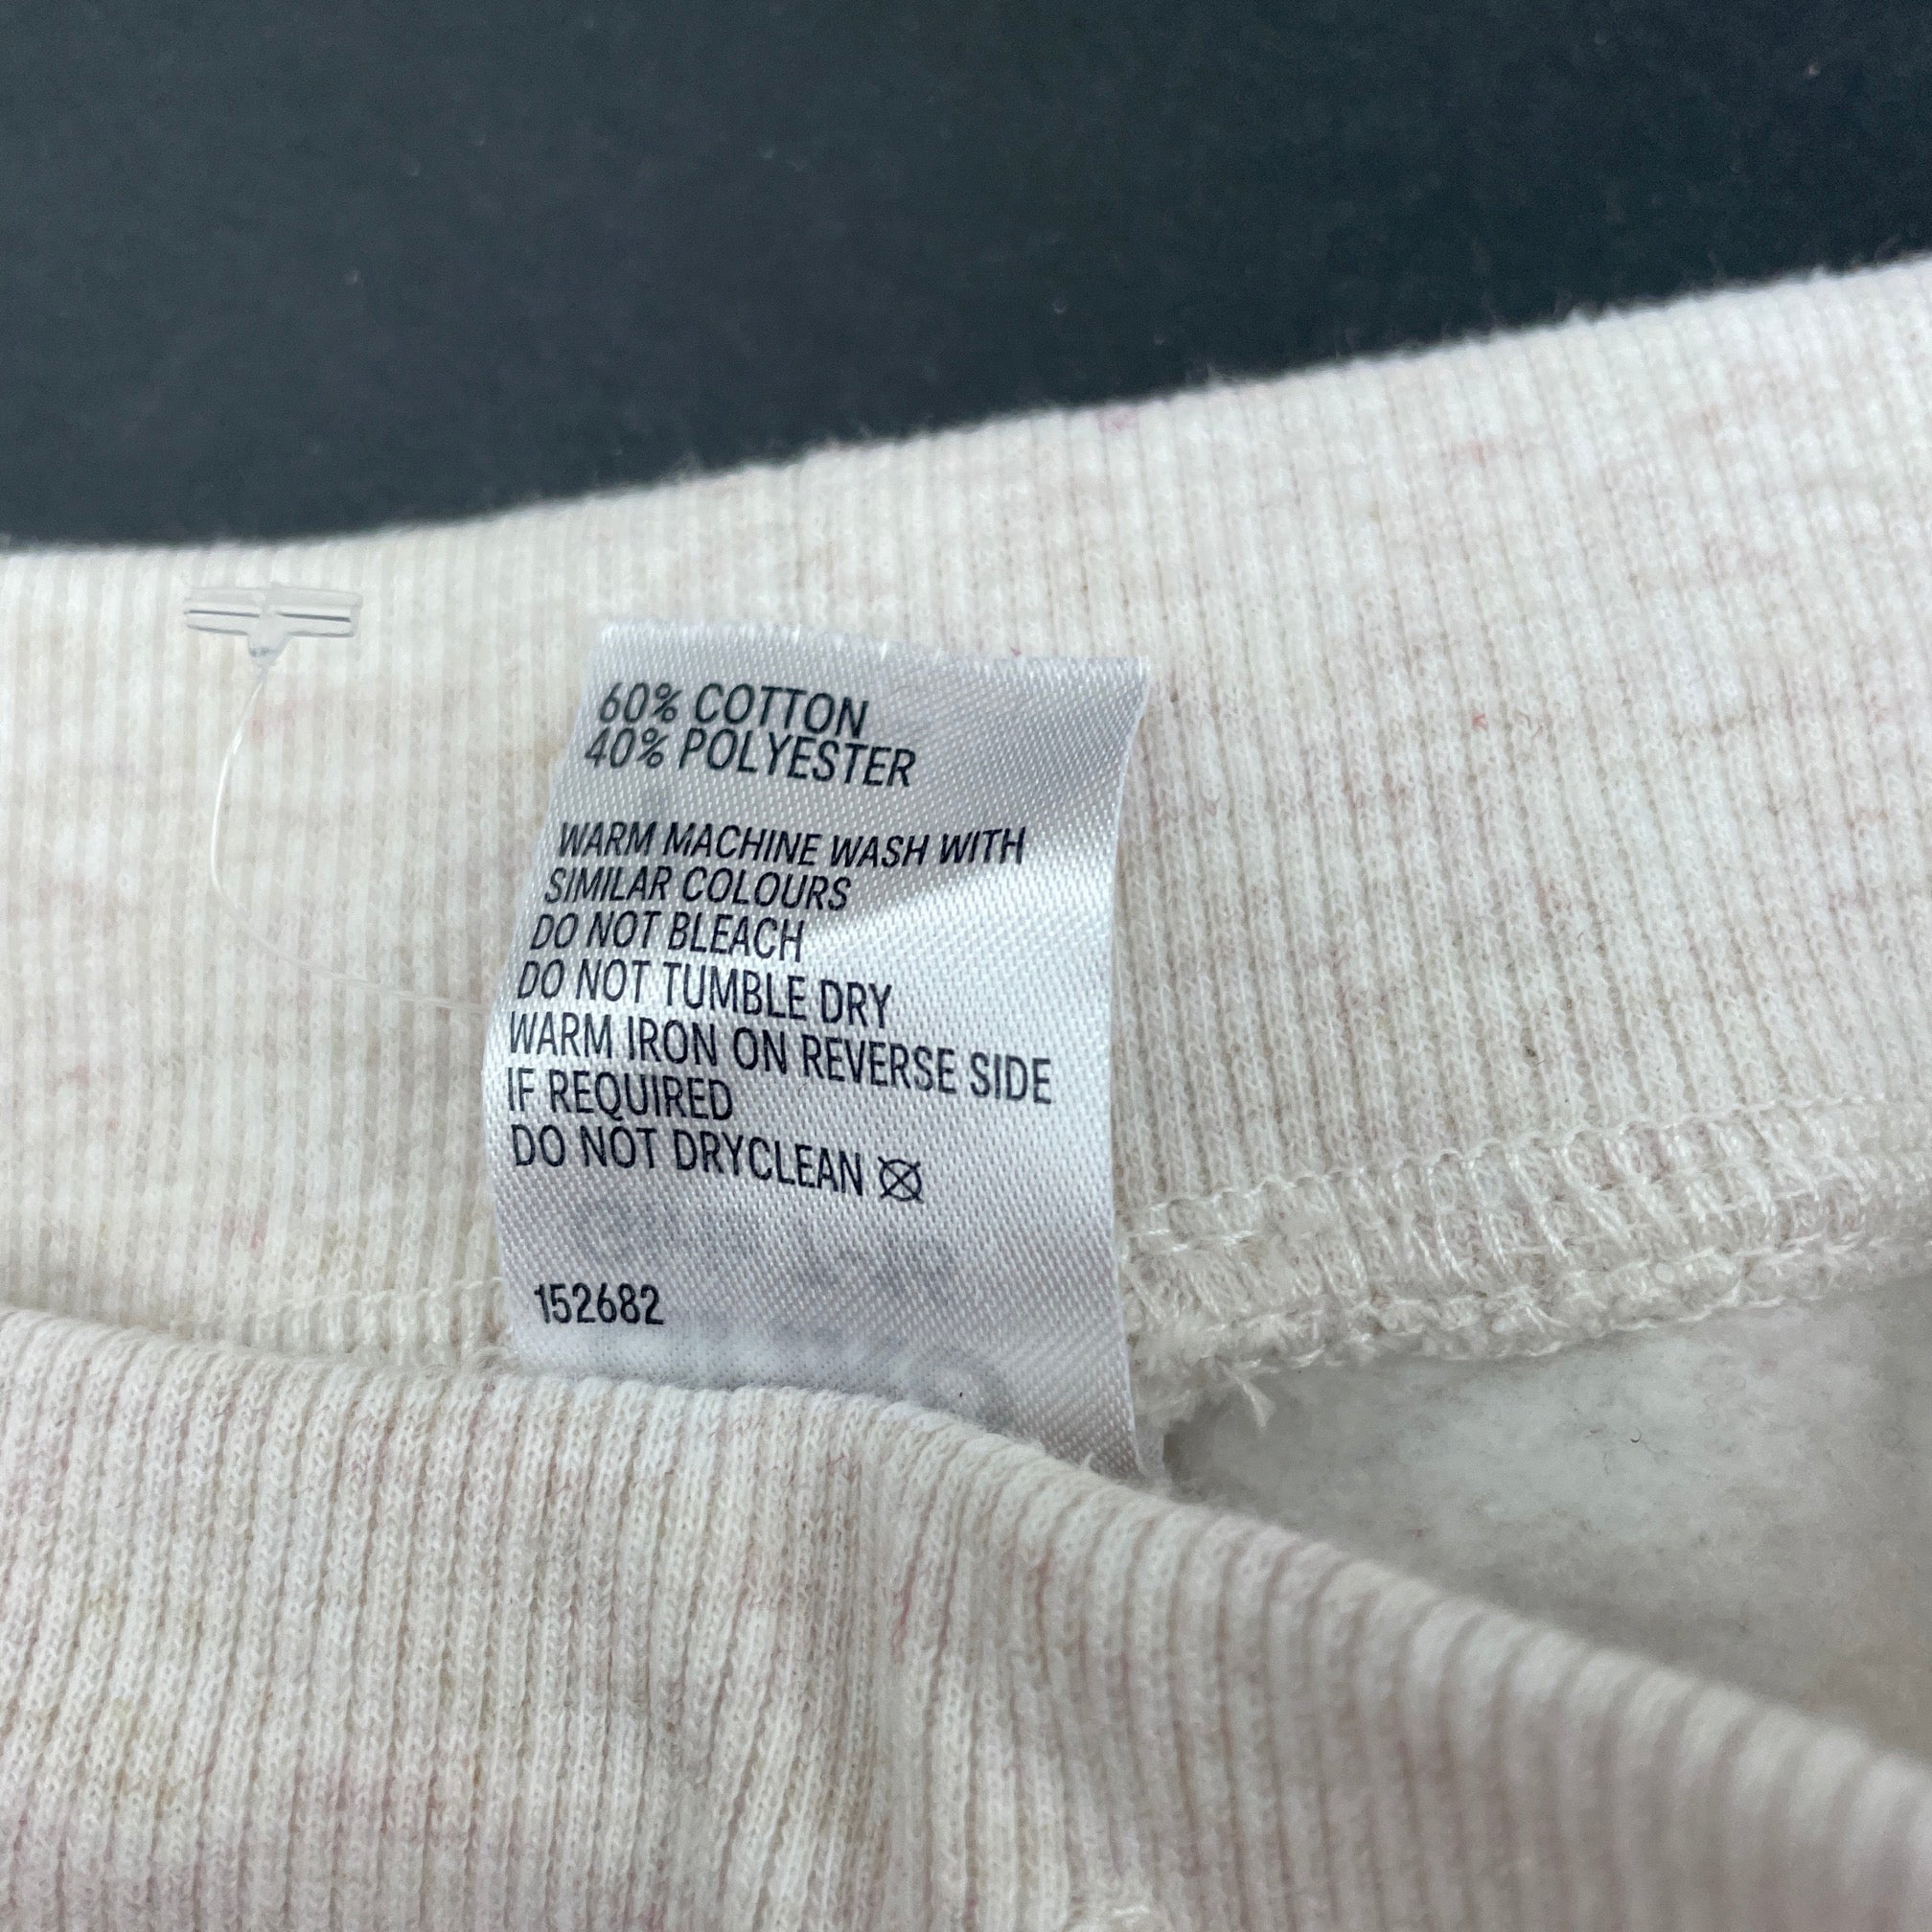 60% COTTON
40% POLYESTER
WARM MACHINE WASH WITH
SIMILAR COLOURS
DO NOT BLEACH
DO NOT TUMBLE DRY
WARM IRON ON REVERSE SIDE
IF REQUIRED
DO NOT DRYCLEAN
152682